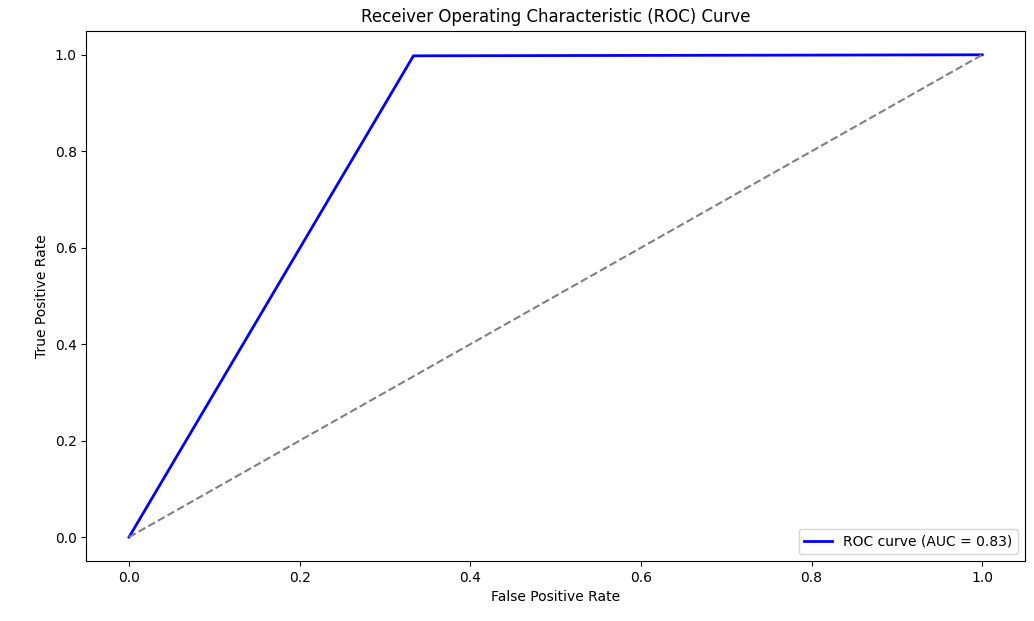 Receiver Operating Characteristic (ROC) Curve
1.0
0.8
0.6
0.4
0.2
0.0
True Positive Rate
ROC curve (AUC = 0.83)
0.0 0.2 0.4 0.6 0.8 1.0
False Positive Rate